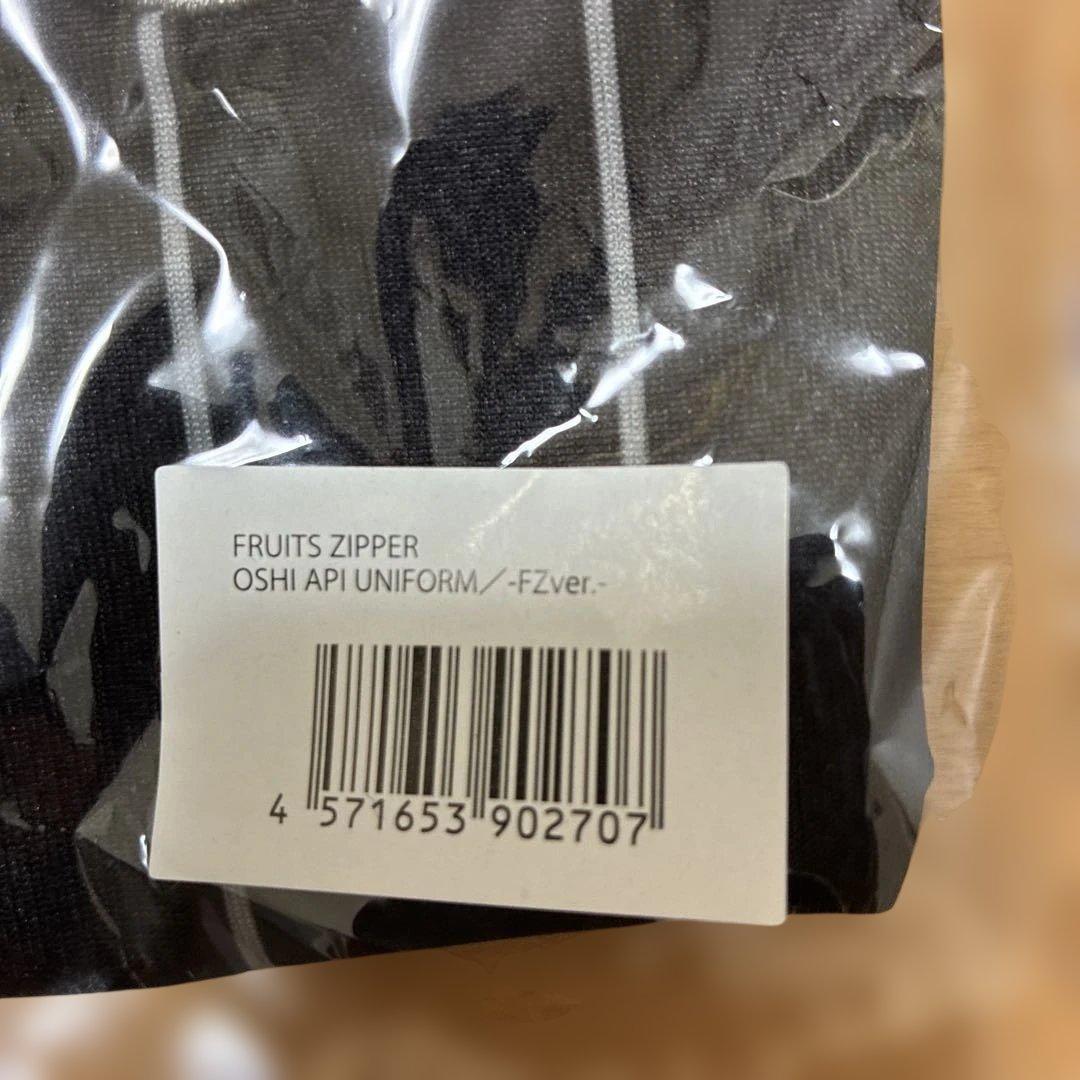 FRUITS ZIPPER
OSHI API UNIFORM／-FZver.-
4 571653 902707